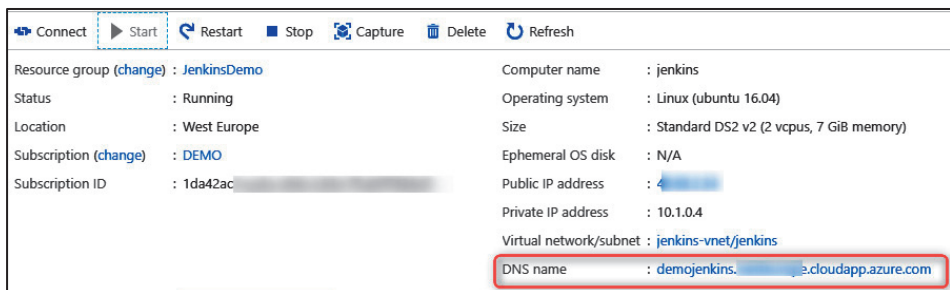 Connect Start Restart Stop Capture Delete Refresh
Resource group (change) : JenkinsDemo
Status : Running
Location : West Europe
Subscription (change) : DEMO
Subscription ID : 1da42ac
Computer name : jenkins
Operating system : Linux (ubuntu 16.04)
Size : Standard DS2 v2 (2 vcpus, 7 GiB memory)
Ephemeral OS disk : N/A
Public IP address : 4
Private IP address : 10.1.0.4
Virtual network/subnet : jenkins-vnet/jenkins
DNS name : demojenkins. e.cloudapp.azure.com